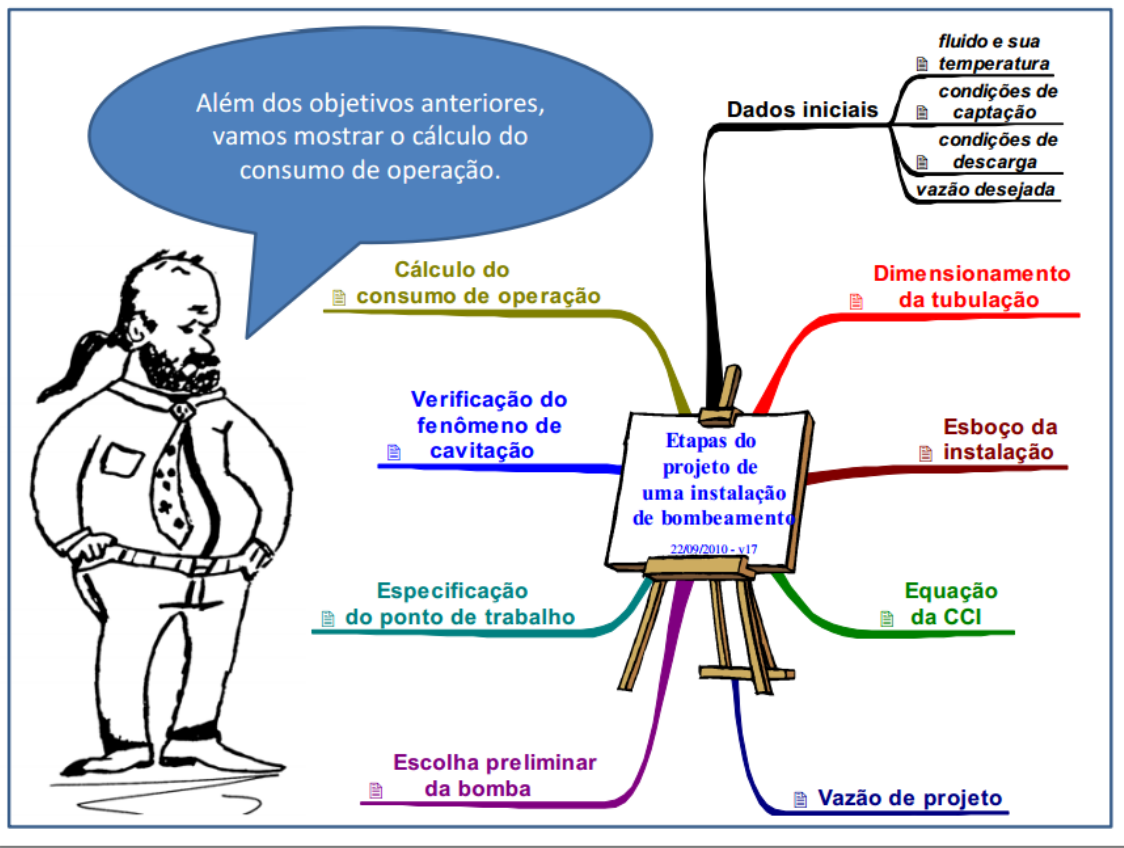 Além dos objetivos anteriores,
vamos mostrar o cálculo do
consumo de operação.
Dados iniciais
fluido e sua
temperatura
condições de
captação
condições de
descarga
vazão desejada
Dimensionamento
da tubulação
Esboço da
instalação
Equação
da CCI
Vazão de projeto
Escolha preliminar
da bomba
Especificação
do ponto de trabalho
Verificação do
fenômeno de
cavitação
Cálculo do
consumo de operação
Etapas do
projeto de
uma instalação
de bombeamento
22/09/2010 - v17